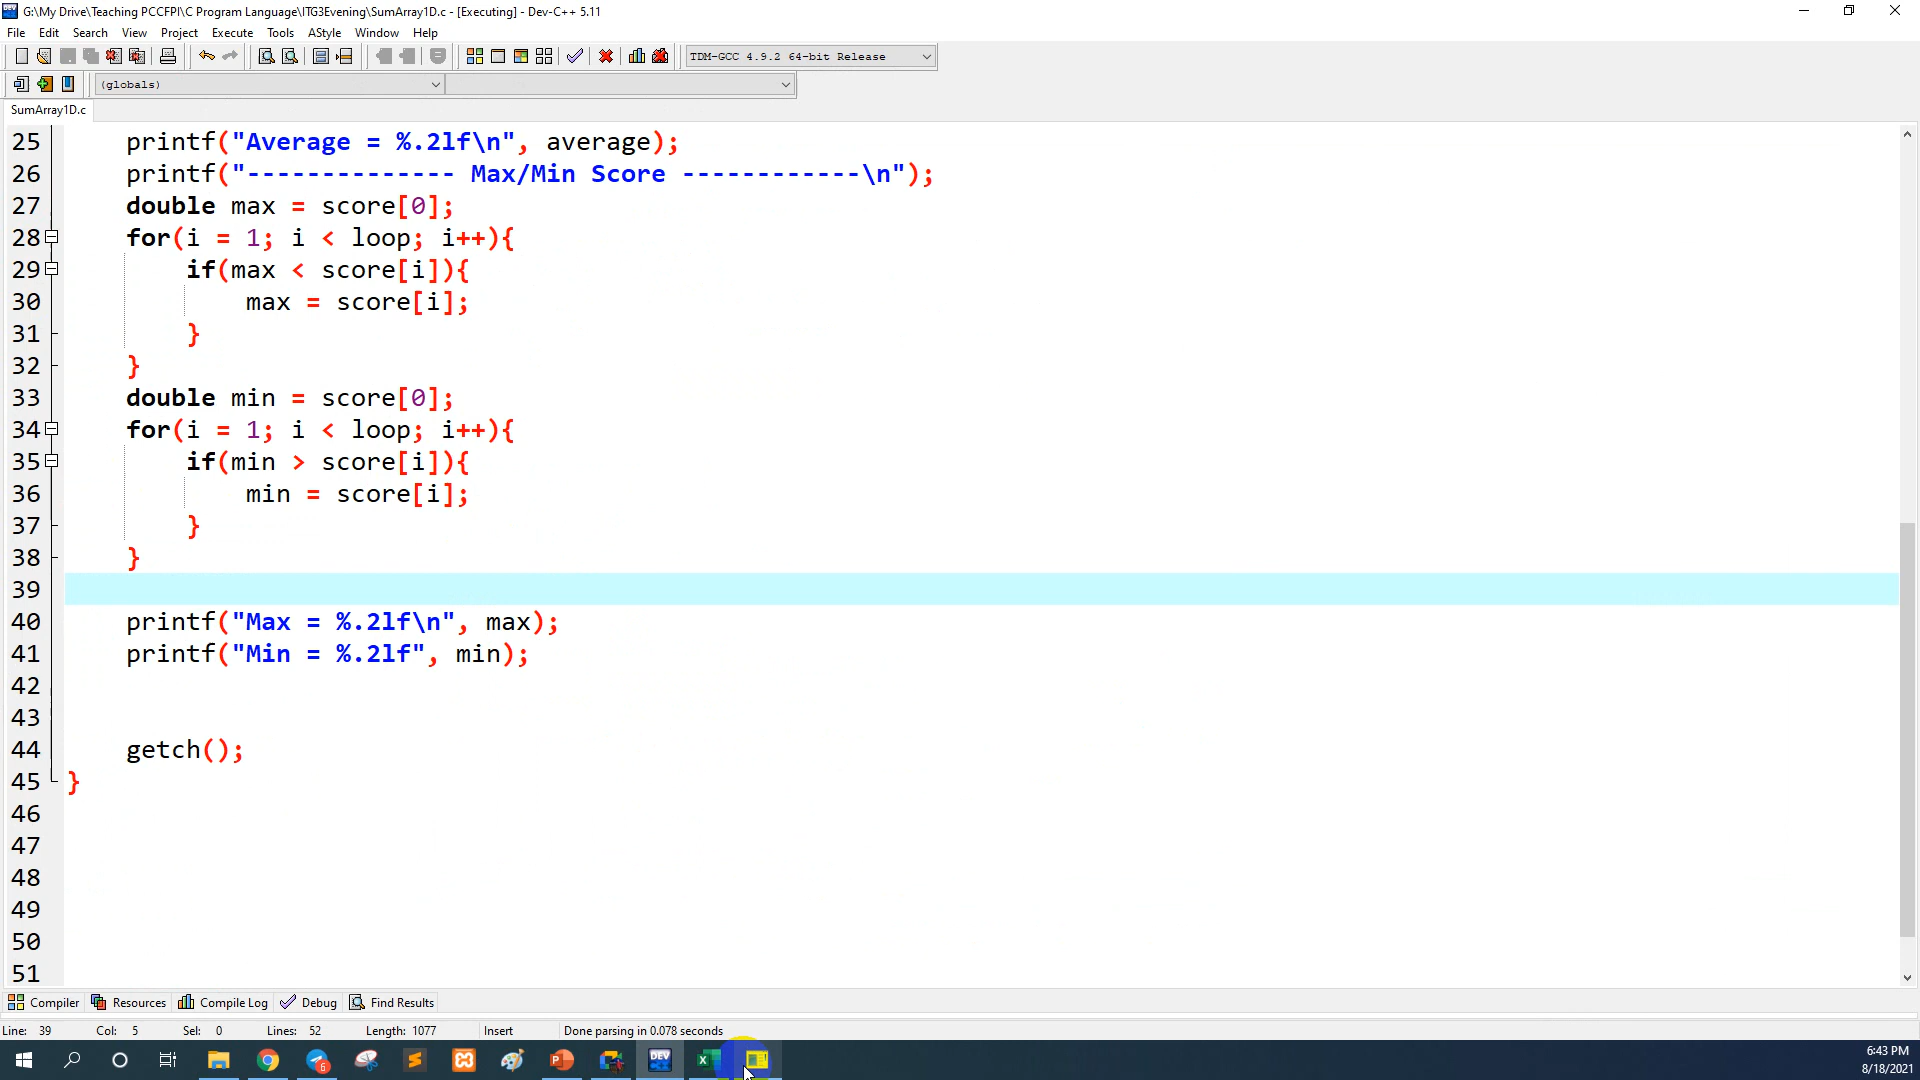 G:\My Drive\Teaching PCCFPI\C Program Language\ITG3Evening\SumArray1D.c - [Executing] - Dev-C++ 5.11
File Edit Search View Project Execute Tools AStyle Window Help
TDM-GCC 4.9.2 64-bit Release
(globals)
SumArray1D.c
25 printf("Average = %.2lf\n", average);
26 printf("-------------- Max/Min Score ------------\n");
27 double max = score[0];
28 for(i = 1; i < loop; i++){
29 if(max < score[i]){
30 max = score[i];
31 }
32 }
33 double min = score[0];
34 for(i = 1; i < loop; i++){
35 if(min > score[i]){
36 min = score[i];
37 }
38 }
39
40 printf("Max = %.2lf\n", max);
41 printf("Min = %.2lf", min);
42
43
44 getch();
45 }
46
47
48
49
50
51
Compiler Resources Compile Log Debug Find Results
Line: 39 Col: 5 Sel: 0 Lines: 52 Length: 1077 Insert Done parsing in 0.078 seconds
6:43 PM
8/18/2021